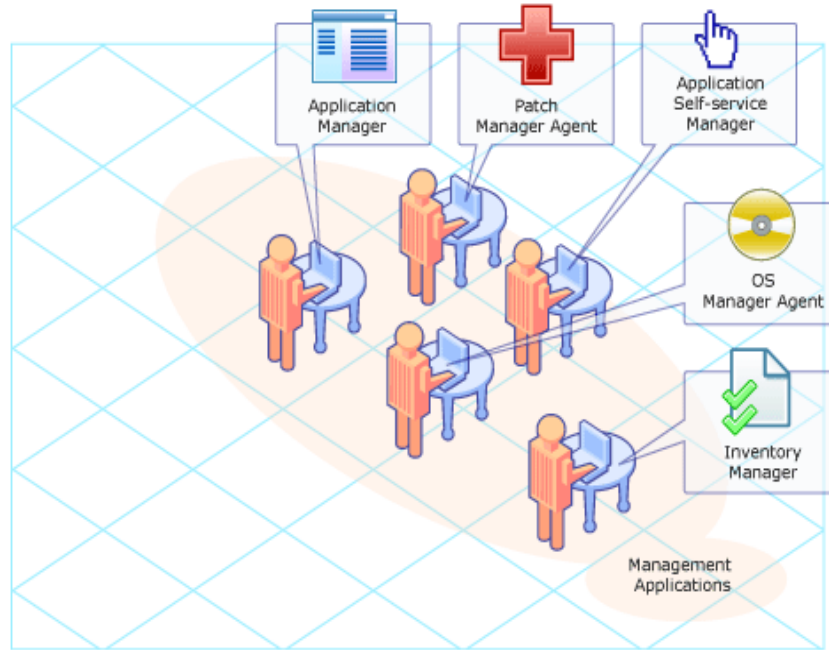 Application
Manager
Patch
Manager Agent
Application
Self-service
Manager
OS
Manager Agent
Inventory
Manager
Management
Applications